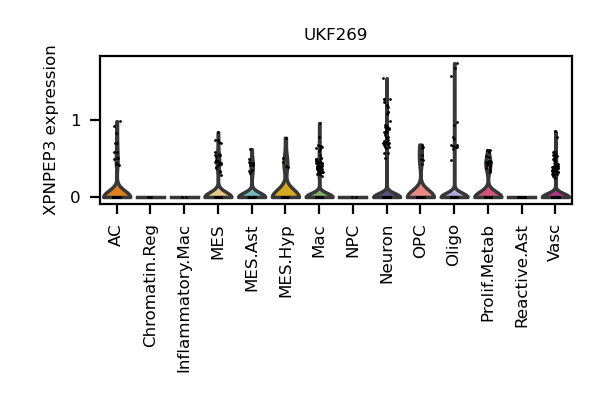 UKF269
XPNPEP3 expression
1
0
AC
Chromatin.Reg
Inflammatory.Mac
MES
MES.Ast
MES.Hyp
Mac
NPC
Neuron
OPC
Oligo
Prolif.Metab
Reactive.Ast
Vasc